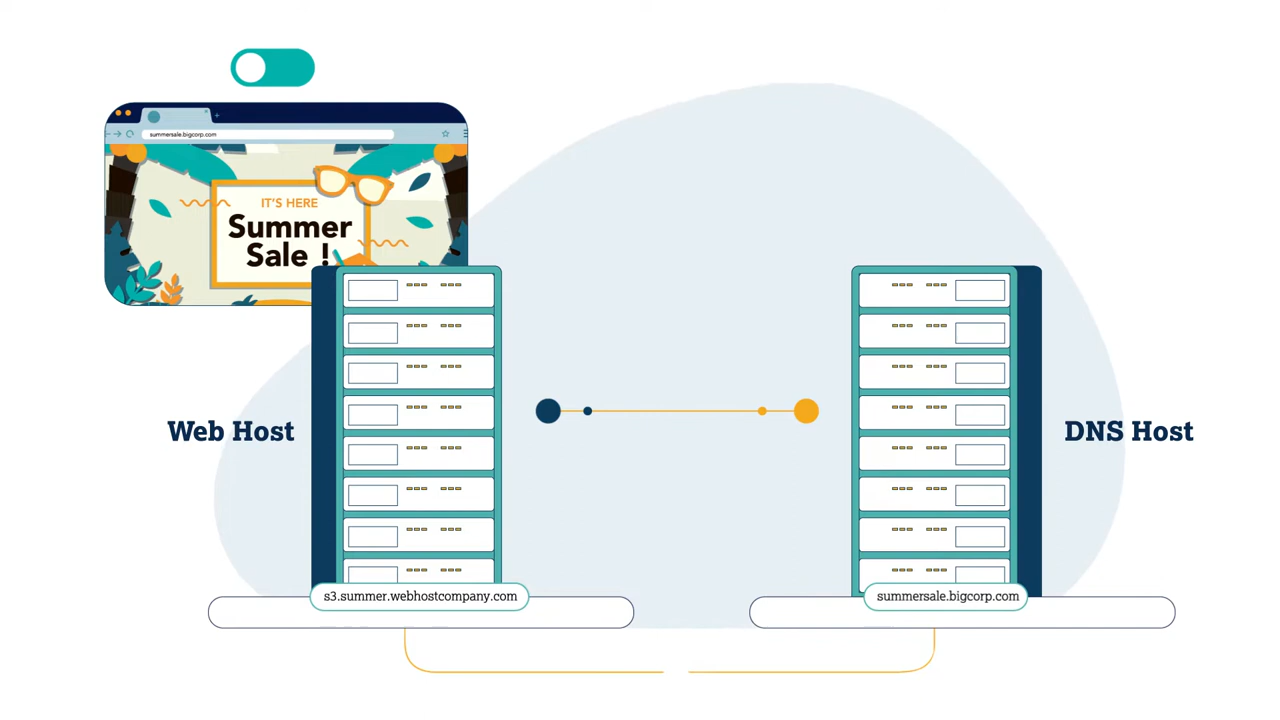 summersale.bigcorp.com
IT'S HERE
Summer
Sale !
Web Host
DNS Host
s3.summer.webhostcompany.com
summersale.bigcorp.com